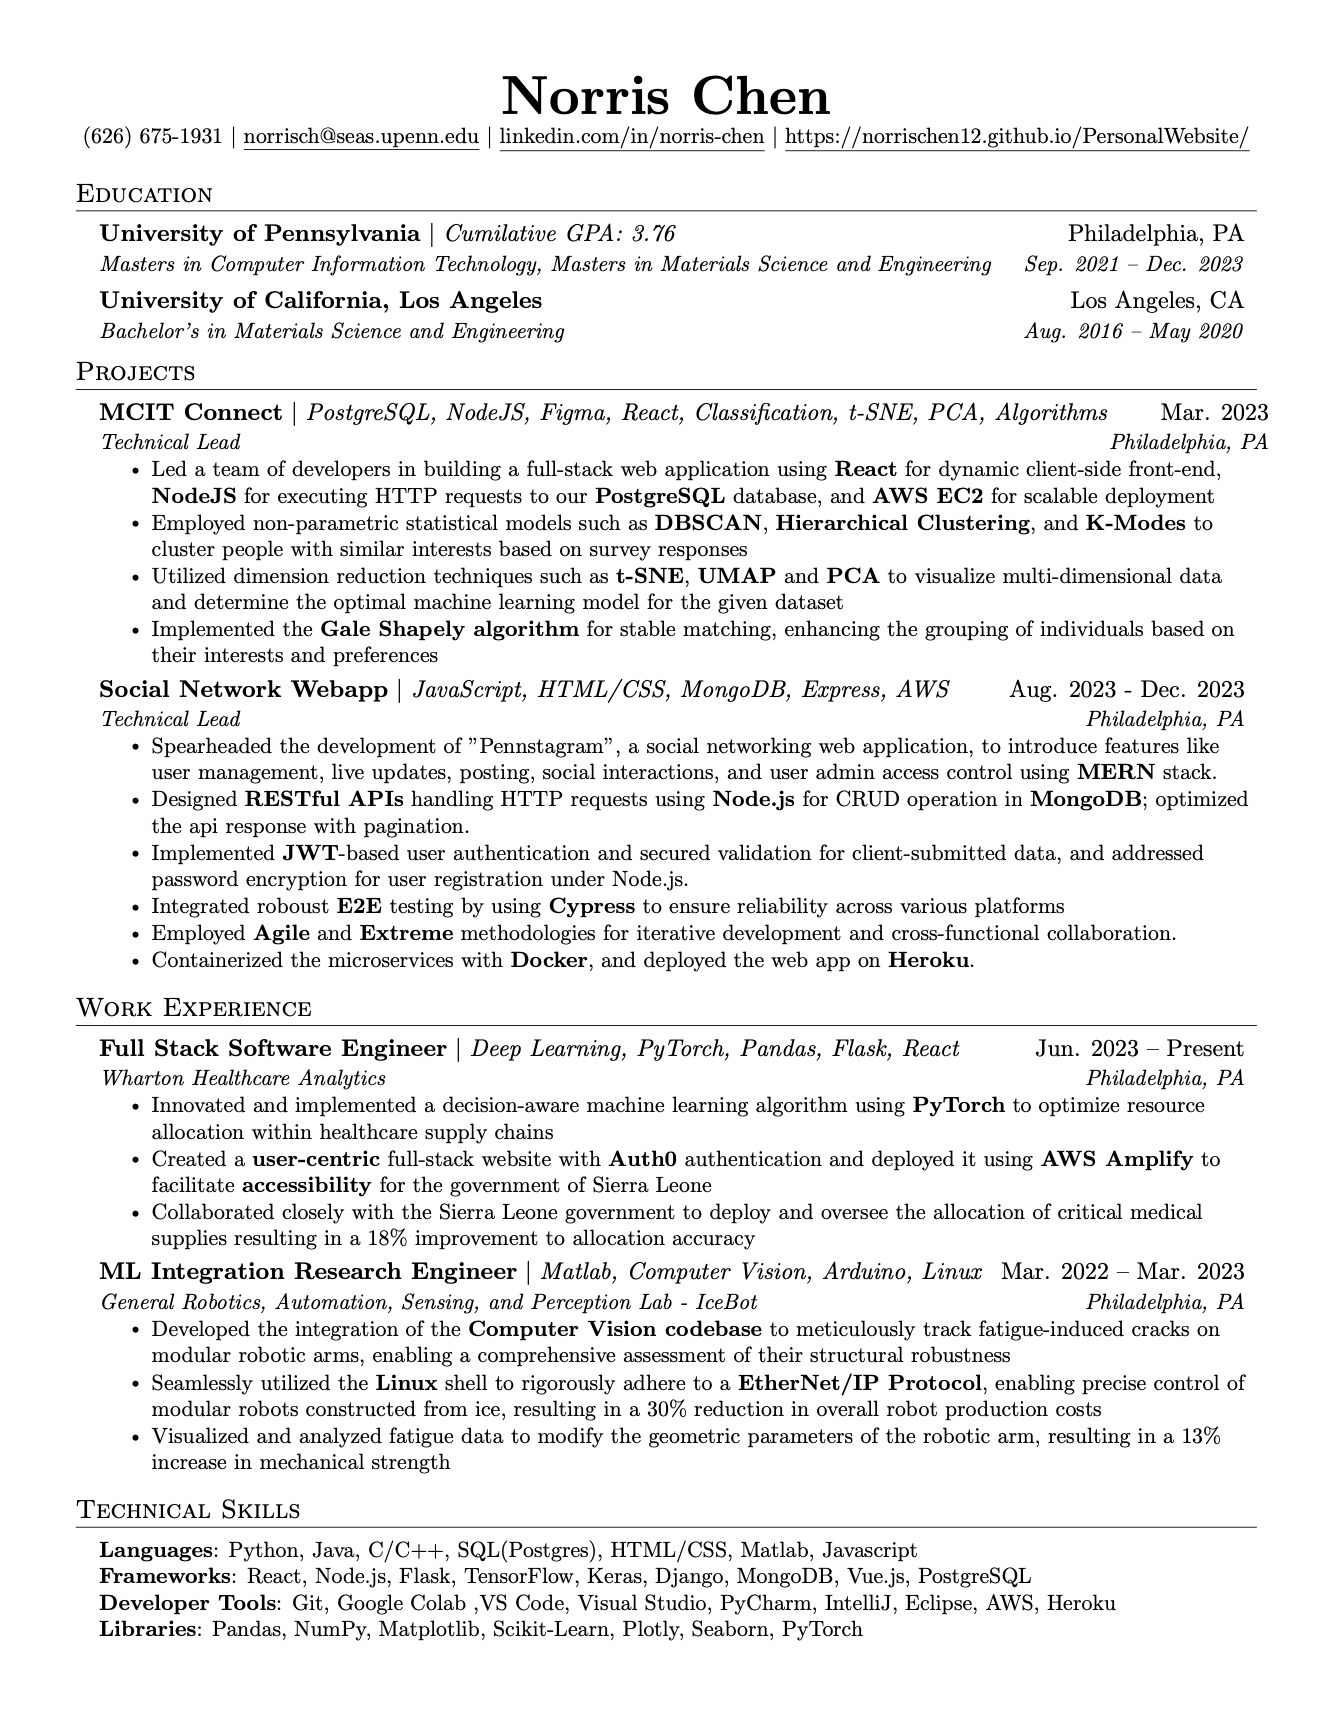 Norris Chen
(626) 675-1931 | norrisch@seas.upenn.edu | linkedin.com/in/norris-chen | https://norrischen12.github.io/PersonalWebsite/
Education
University of Pennsylvania | Cumilative GPA: 3.76 Philadelphia, PA
Masters in Computer Information Technology, Masters in Materials Science and Engineering Sep. 2021 – Dec. 2023
University of California, Los Angeles Los Angeles, CA
Bachelor's in Materials Science and Engineering Aug. 2016 – May 2020
Projects
MCIT Connect | PostgreSQL, NodeJS, Figma, React, Classification, t-SNE, PCA, Algorithms Mar. 2023
Technical Lead Philadelphia, PA
• Led a team of developers in building a full-stack web application using React for dynamic client-side front-end,
NodeJS for executing HTTP requests to our PostgreSQL database, and AWS EC2 for scalable deployment
• Employed non-parametric statistical models such as DBSCAN, Hierarchical Clustering, and K-Modes to
cluster people with similar interests based on survey responses
• Utilized dimension reduction techniques such as t-SNE, UMAP and PCA to visualize multi-dimensional data
and determine the optimal machine learning model for the given dataset
• Implemented the Gale Shapely algorithm for stable matching, enhancing the grouping of individuals based on
their interests and preferences
Social Network Webapp | JavaScript, HTML/CSS, MongoDB, Express, AWS Aug. 2023 - Dec. 2023
Technical Lead Philadelphia, PA
• Spearheaded the development of ”Pennstagram”, a social networking web application, to introduce features like
user management, live updates, posting, social interactions, and user admin access control using MERN stack.
• Designed RESTful APIs handling HTTP requests using Node.js for CRUD operation in MongoDB; optimized
the api response with pagination.
• Implemented JWT-based user authentication and secured validation for client-submitted data, and addressed
password encryption for user registration under Node.js.
• Integrated roboust E2E testing by using Cypress to ensure reliability across various platforms
• Employed Agile and Extreme methodologies for iterative development and cross-functional collaboration.
• Containerized the microservices with Docker, and deployed the web app on Heroku.
Work Experience
Full Stack Software Engineer | Deep Learning, PyTorch, Pandas, Flask, React Jun. 2023 – Present
Wharton Healthcare Analytics Philadelphia, PA
• Innovated and implemented a decision-aware machine learning algorithm using PyTorch to optimize resource
allocation within healthcare supply chains
• Created a user-centric full-stack website with Auth0 authentication and deployed it using AWS Amplify to
facilitate accessibility for the government of Sierra Leone
• Collaborated closely with the Sierra Leone government to deploy and oversee the allocation of critical medical
supplies resulting in a 18% improvement to allocation accuracy
ML Integration Research Engineer | Matlab, Computer Vision, Arduino, Linux Mar. 2022 – Mar. 2023
General Robotics, Automation, Sensing, and Perception Lab - IceBot Philadelphia, PA
• Developed the integration of the Computer Vision codebase to meticulously track fatigue-induced cracks on
modular robotic arms, enabling a comprehensive assessment of their structural robustness
• Seamlessly utilized the Linux shell to rigorously adhere to a EtherNet/IP Protocol, enabling precise control of
modular robots constructed from ice, resulting in a 30% reduction in overall robot production costs
• Visualized and analyzed fatigue data to modify the geometric parameters of the robotic arm, resulting in a 13%
increase in mechanical strength
Technical Skills
Languages: Python, Java, C/C++, SQL(Postgres), HTML/CSS, Matlab, Javascript
Frameworks: React, Node.js, Flask, TensorFlow, Keras, Django, MongoDB, Vue.js, PostgreSQL
Developer Tools: Git, Google Colab ,VS Code, Visual Studio, PyCharm, IntelliJ, Eclipse, AWS, Heroku
Libraries: Pandas, NumPy, Matplotlib, Scikit-Learn, Plotly, Seaborn, PyTorch